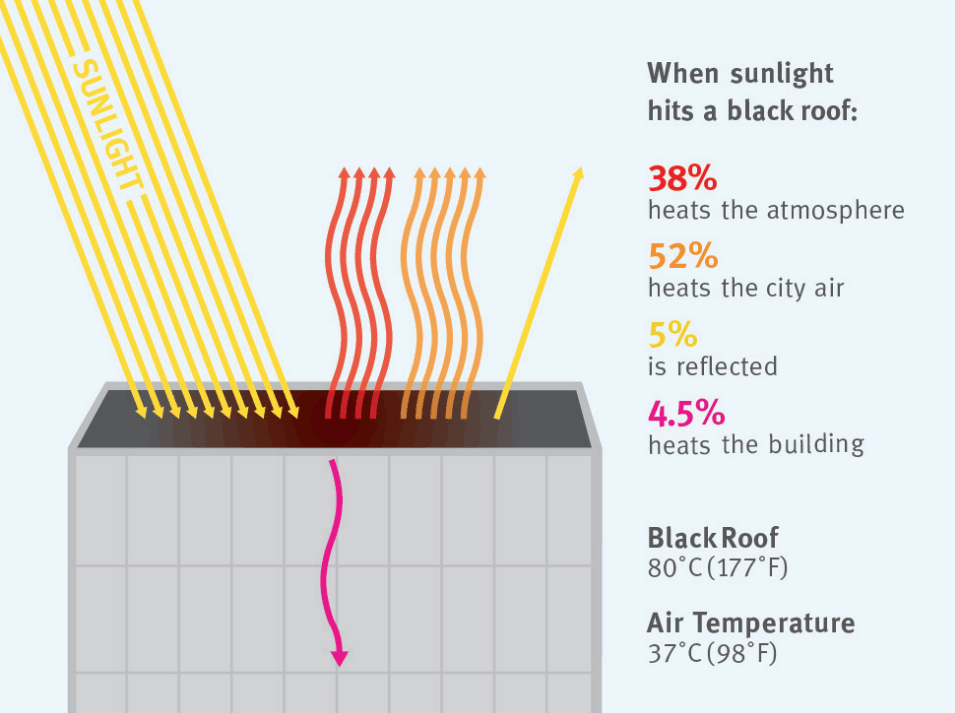 SUNLIGHT
When sunlight
hits a black roof:
38%
heats the atmosphere
52%
heats the city air
5%
is reflected
4.5%
heats the building
Black Roof
80˚C (177˚F)
Air Temperature
37˚C (98˚F)